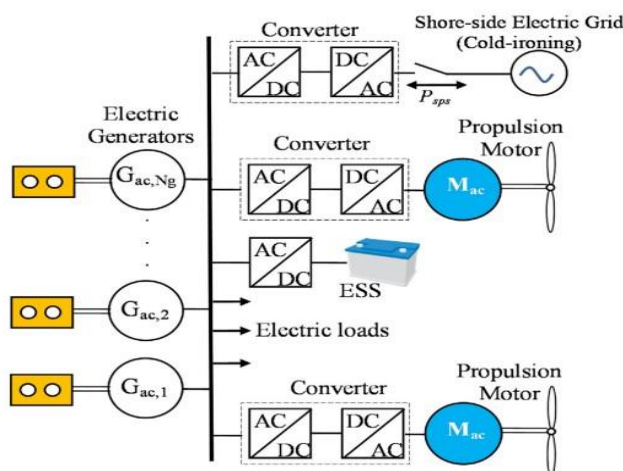 Converter
Shore-side Electric Grid
(Cold-ironing)
AC
DC
DC
AC
P_sps
Electric
Generators
Converter
Propulsion
Motor
G_ac,Ng
AC
DC
DC
AC
M_ac
AC
DC
ESS
G_ac,2
Electric loads
G_ac,1
Converter
Propulsion
Motor
AC
DC
DC
AC
M_ac